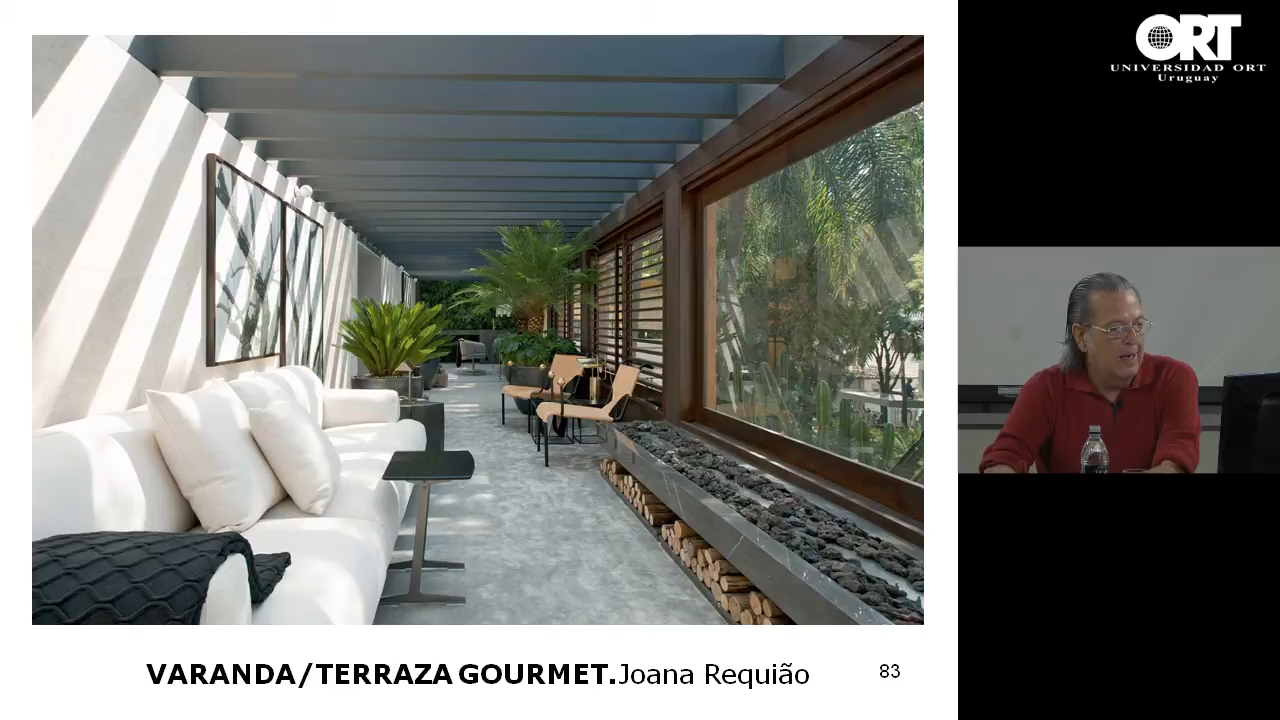 ORT
UNIVERSIDAD ORT
Uruguay
VARANDA/TERRAZA GOURMET.Joana Requião
83